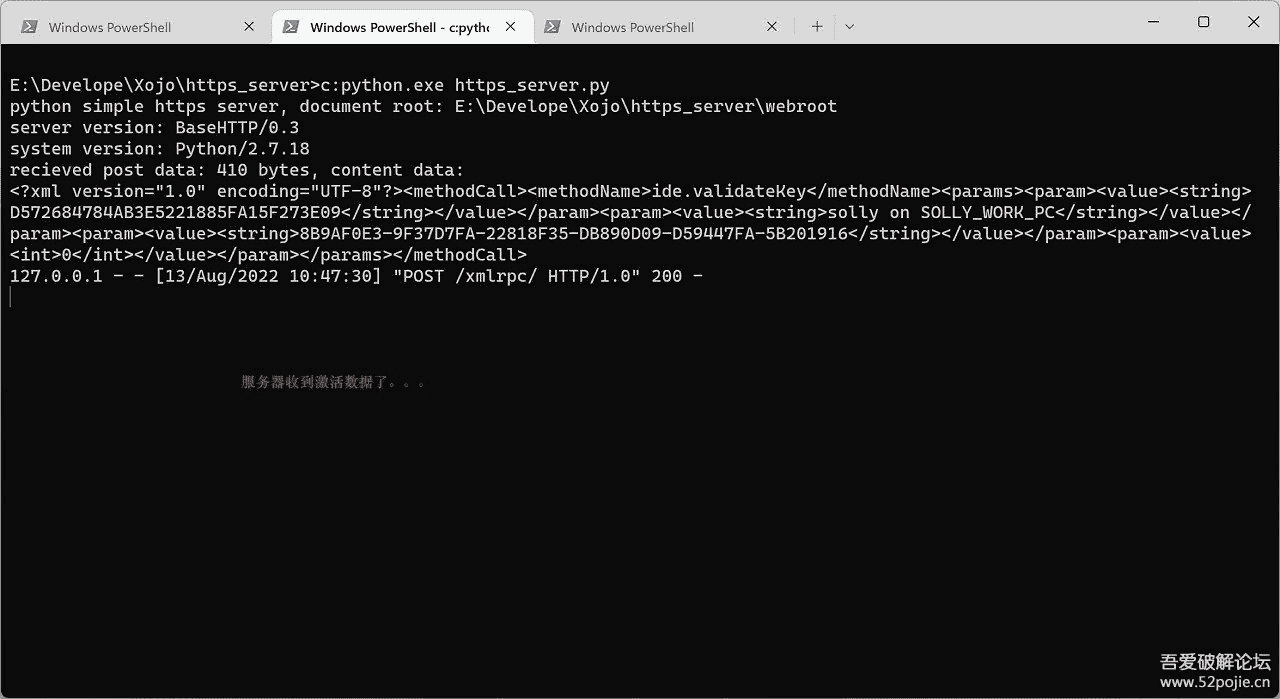 Windows PowerShell
Windows PowerShell - c:pytho
Windows PowerShell
E:\Develope\Xojo\https_server>c:python.exe https_server.py
python simple https server, document root: E:\Develope\Xojo\https_server\webroot
server version: BaseHTTP/0.3
system version: Python/2.7.18
recieved post data: 410 bytes, content data:
<?xml version="1.0" encoding="UTF-8"?><methodCall><methodName>ide.validateKey</methodName><params><param><value><string>
D572684784AB3E5221885FA15F273E09</string></value></param><param><value><string>solly on SOLLY_WORK_PC</string></value></
param><param><value><string>8B9AF0E3-9F37D7FA-22818F35-DB890D09-D59447FA-5B201916</string></value></param><param><value>
<int>0</int></value></param></params></methodCall>
127.0.0.1 - - [13/Aug/2022 10:47:30] "POST /xmlrpc/ HTTP/1.0" 200 -
服务器收到激活数据了。。。
吾爱破解论坛
www.52pojie.cn